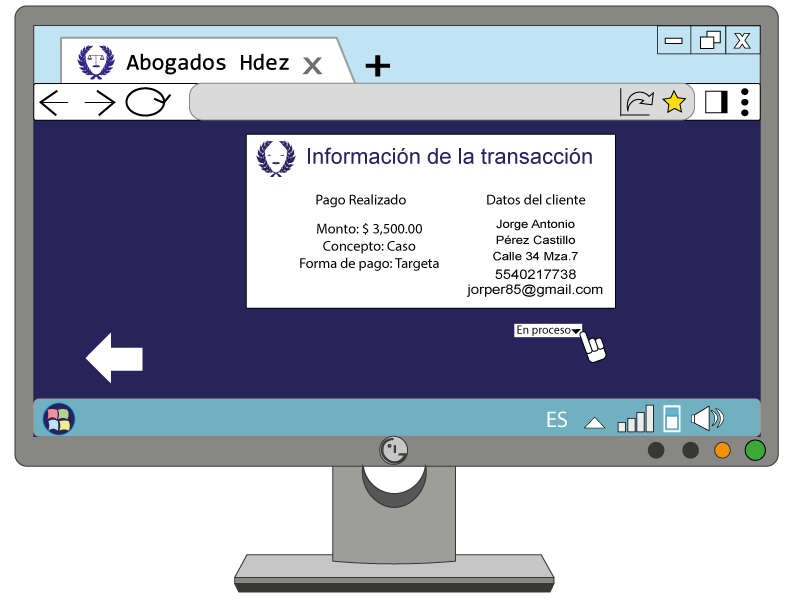 Abogados Hdez X
X
Información de la transacción
Pago Realizado
Monto: $ 3,500.00
Concepto: Caso
Forma de pago: Targeta
Datos del cliente
Jorge Antonio
Pérez Castillo
Calle 34 Mza.7
5540217738
jorper85@gmail.com
En proceso
ES